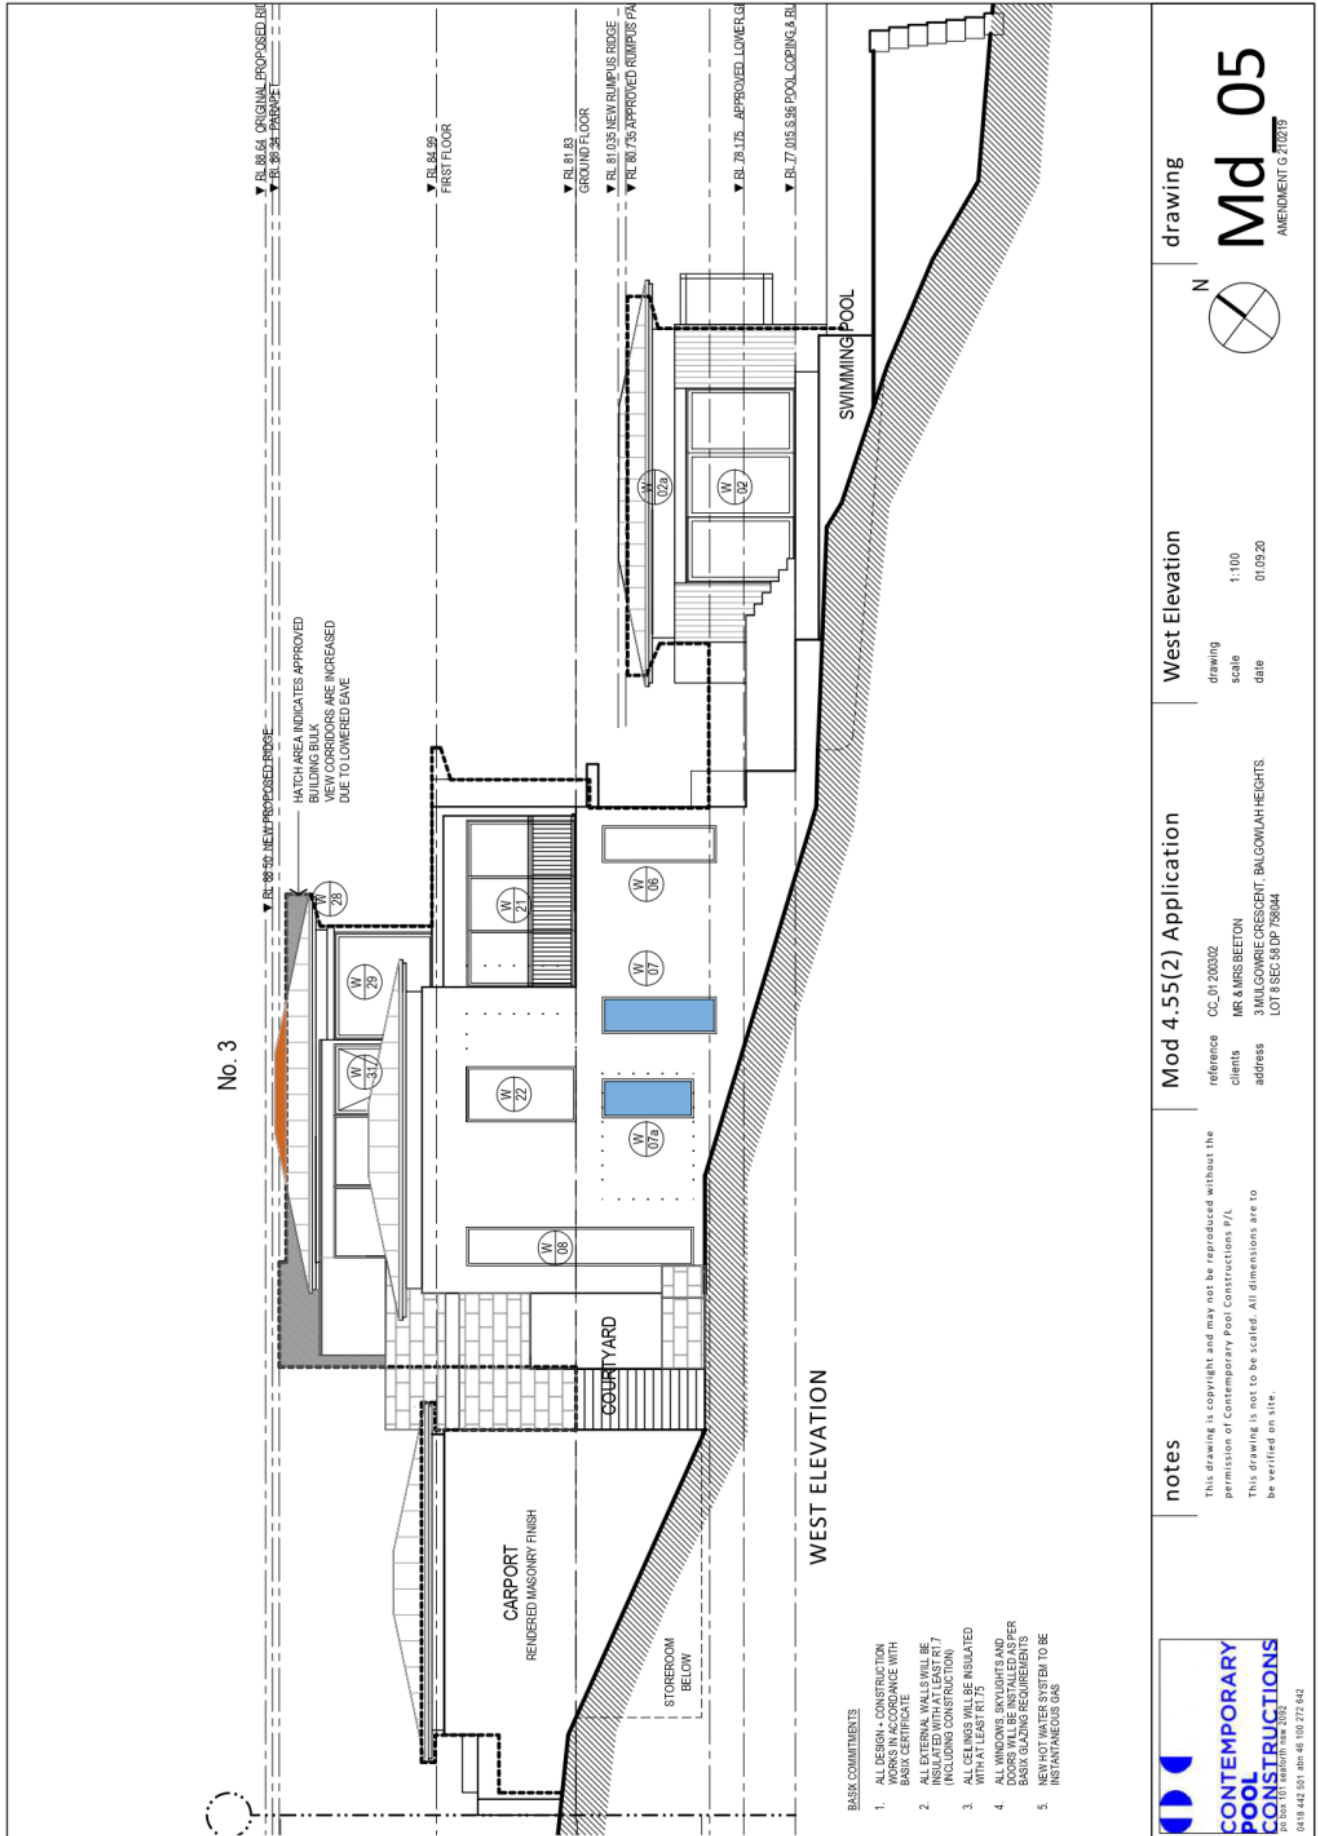 No. 3
RL 88.64 ORIGINAL PROPOSED RID
RL 88.34 PARAPET
RL 88.50 NEW PROPOSED RIDGE
HATCH AREA INDICATES APPROVED
BUILDING BULK
VIEW CORRIDORS ARE INCREASED
DUE TO LOWERED EAVE
RL 84.99
FIRST FLOOR
RL 81.83
GROUND FLOOR
RL 81.035 NEW RUMPUS RIDGE
RL 80.735 APPROVED RUMPUS PA
RL 78.175 APPROVED LOWER G
RL 77.015 S.96 POOL COPING & RU
W
28
W
29
W
31
W
21
W
22
W
06
W
07
W
07a
W
08
W
02a
W
02
CARPORT
RENDERED MASONRY FINISH
COURTYARD
STOREROOM
BELOW
SWIMMING POOL
WEST ELEVATION
BASIX COMMITMENTS
1. ALL DESIGN + CONSTRUCTION
WORKS IN ACCORDANCE WITH
BASIX CERTIFICATE
2. ALL EXTERNAL WALLS WILL BE
INSULATED WITH AT LEAST R1.7
(INCLUDING CONSTRUCTION)
3. ALL CEILINGS WILL BE INSULATED
WITH AT LEAST R1.75
4. ALL WINDOWS, SKYLIGHTS AND
DOORS WILL BE INSTALLED AS PER
BASIX GLAZING REQUIREMENTS
5. NEW HOT WATER SYSTEM TO BE
INSTANTANEOUS GAS
CONTEMPORARY
POOL
CONSTRUCTIONS
po box 101 seaforth nsw 2092
0418 442 501 abn 46 100 272 642
notes
This drawing is copyright and may not be reproduced without the
permission of Contemporary Pool Constructions P/L
This drawing is not to be scaled. All dimensions are to
be verified on site.
Mod 4.55(2) Application
reference CC_01 200302
clients MR & MRS BEETON
address 3 MULGOWRIE CRESCENT, BALGOWLAH HEIGHTS.
LOT 8 SEC 58 DP 758044
West Elevation
drawing
scale 1:100
date 01.09.20
N
drawing
Md_05
AMENDMENT G 210219